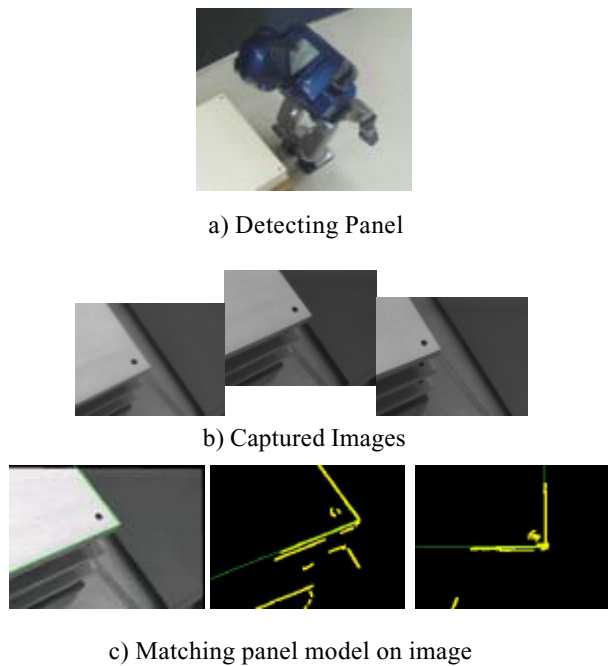 a) Detecting Panel
b) Captured Images
c) Matching panel model on image